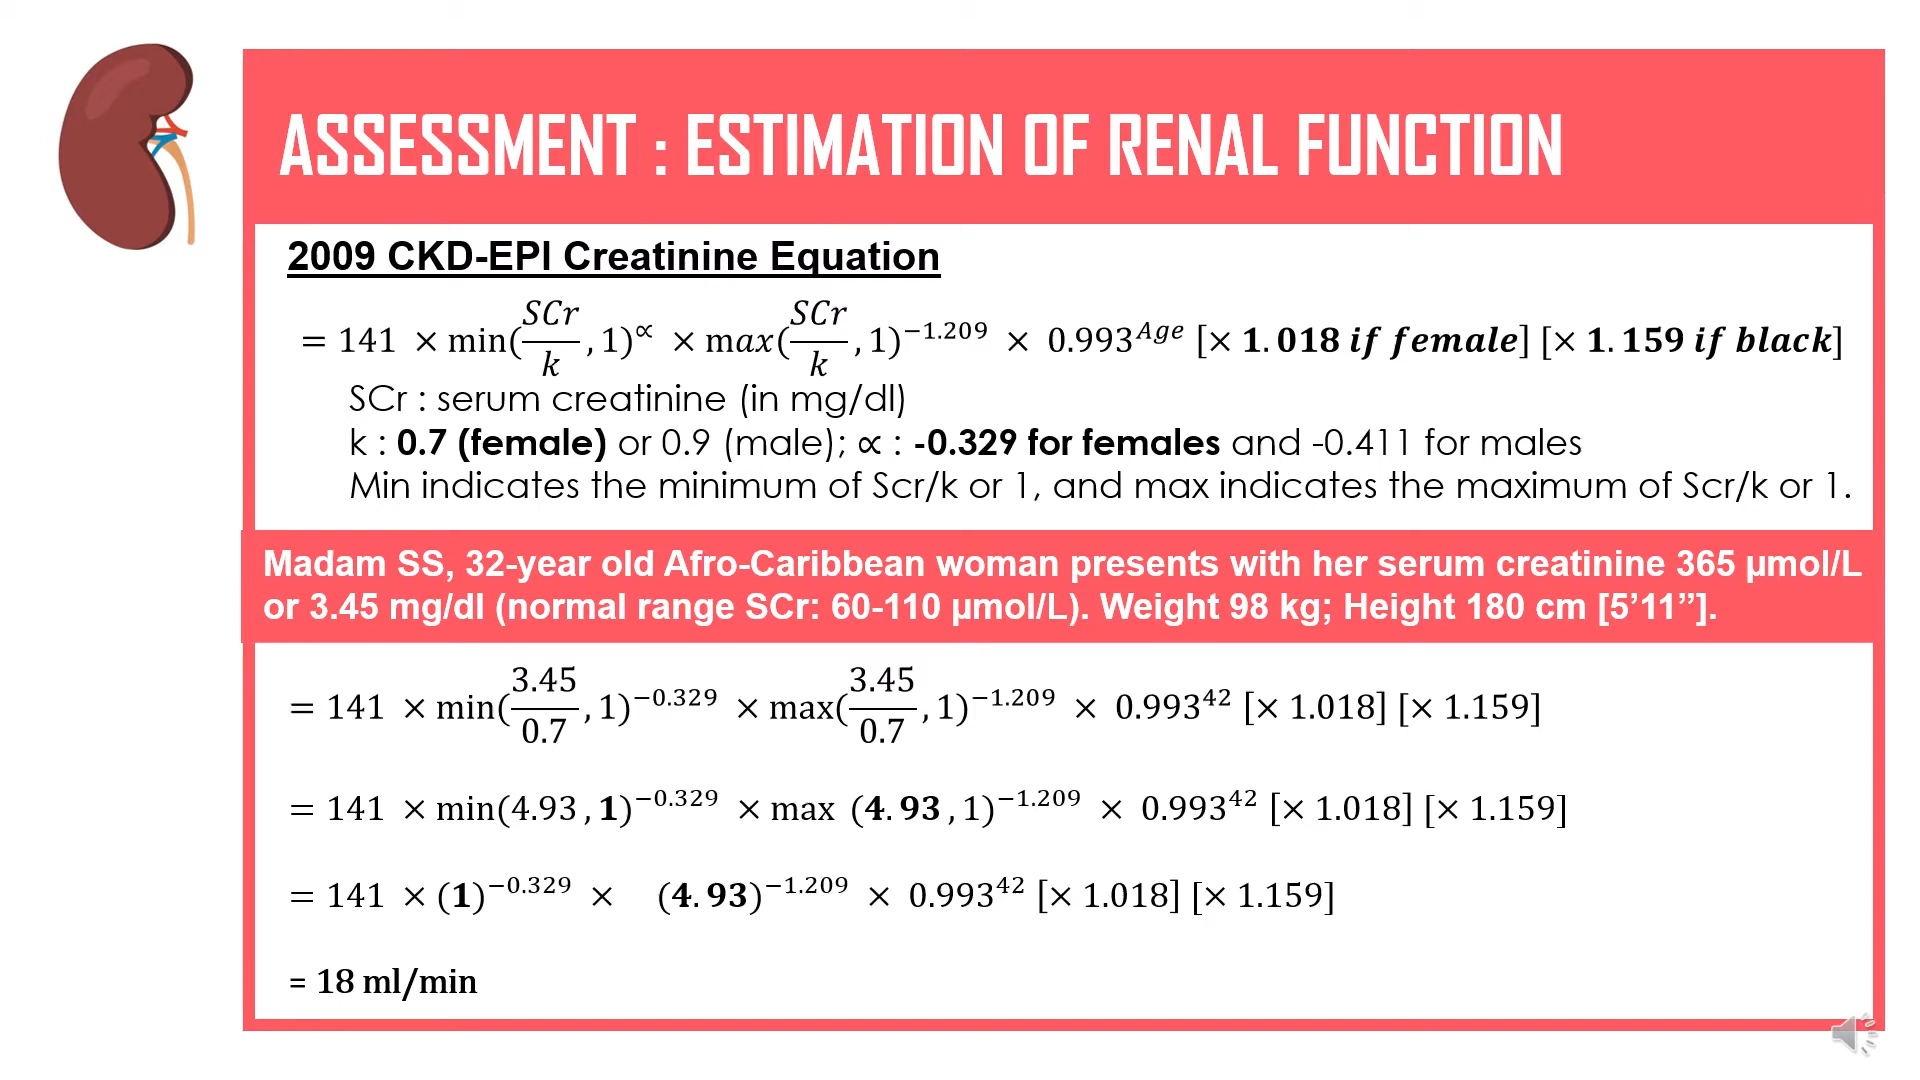 ASSESSMENT : ESTIMATION OF RENAL FUNCTION
2009 CKD-EPI Creatinine Equation
= 141 × min(SCr/k, 1)^∝ × max(SCr/k, 1)^−1.209 × 0.993^Age [× 1.018 if female] [× 1.159 if black]
SCr : serum creatinine (in mg/dl)
k : 0.7 (female) or 0.9 (male); ∝ : -0.329 for females and -0.411 for males
Min indicates the minimum of Scr/k or 1, and max indicates the maximum of Scr/k or 1.
Madam SS, 32-year old Afro-Caribbean woman presents with her serum creatinine 365 µmol/L
or 3.45 mg/dl (normal range SCr: 60-110 µmol/L). Weight 98 kg; Height 180 cm [5’11”].
= 141 × min(3.45/0.7, 1)^−0.329 × max(3.45/0.7, 1)^−1.209 × 0.993^42 [× 1.018] [× 1.159]
= 141 × min(4.93, 1)^−0.329 × max (4.93, 1)^−1.209 × 0.993^42 [× 1.018] [× 1.159]
= 141 × (1)^−0.329 × (4.93)^−1.209 × 0.993^42 [× 1.018] [× 1.159]
= 18 ml/min